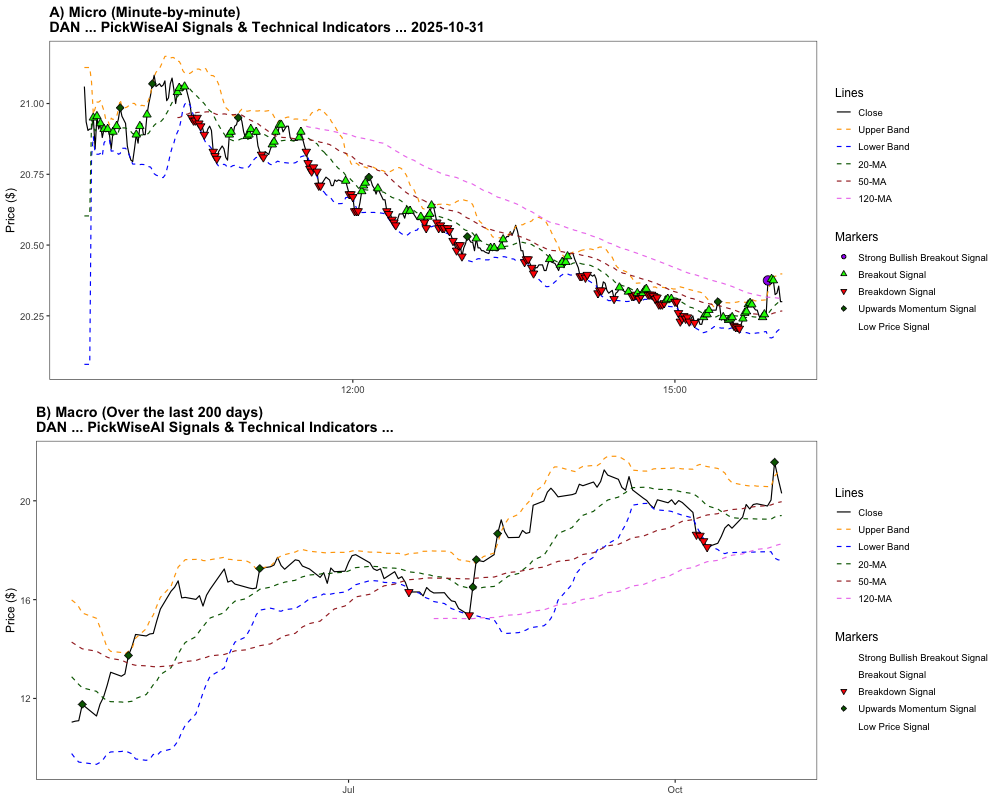 A) Micro (Minute-by-minute)
DAN ... PickWiseAI Signals & Technical Indicators ... 2025-10-31
Price ($)
21.00
20.75
20.50
20.25
12:00
15:00
Lines
Close
Upper Band
Lower Band
20-MA
50-MA
120-MA
Markers
Strong Bullish Breakout Signal
Breakout Signal
Breakdown Signal
Upwards Momentum Signal
Low Price Signal
B) Macro (Over the last 200 days)
DAN ... PickWiseAI Signals & Technical Indicators ...
Price ($)
20
16
12
Jul
Oct
Lines
Close
Upper Band
Lower Band
20-MA
50-MA
120-MA
Markers
Strong Bullish Breakout Signal
Breakout Signal
Breakdown Signal
Upwards Momentum Signal
Low Price Signal